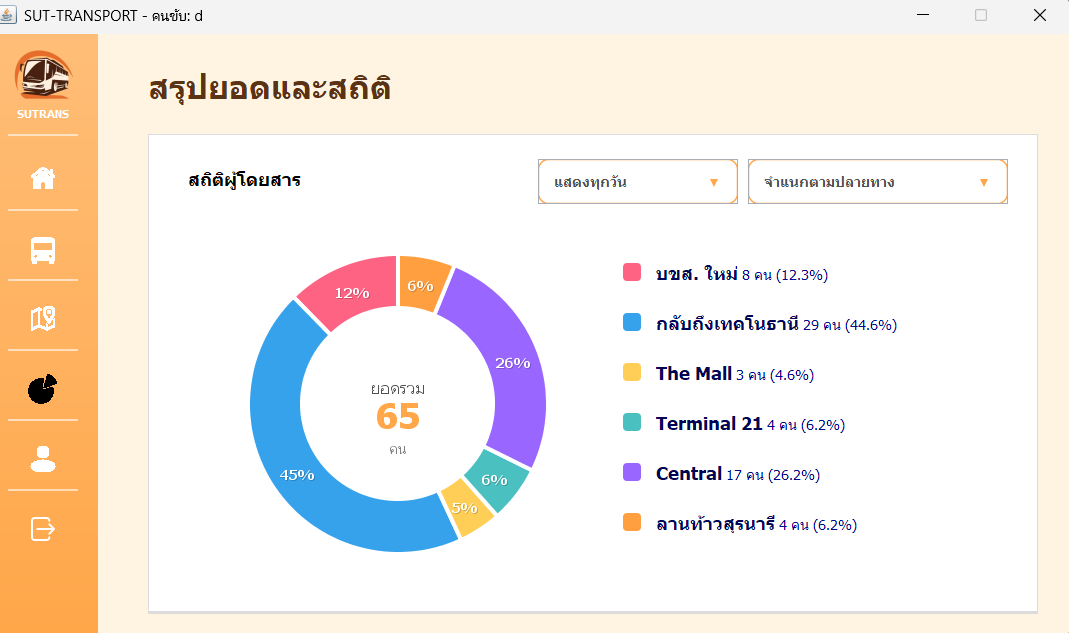 SUT-TRANSPORT - คนขับ: d
SUTRANS
สรุปยอดและสถิติ
สถิติผู้โดยสาร
แสดงทุกวัน ▼
จำแนกตามปลายทาง ▼
12%
6%
26%
45%
6%
5%
ยอดรวม
65
คน
บขส. ใหม่ 8 คน (12.3%)
กลับถึงเทคโนธานี 29 คน (44.6%)
The Mall 3 คน (4.6%)
Terminal 21 4 คน (6.2%)
Central 17 คน (26.2%)
ลานท้าวสุรนารี 4 คน (6.2%)